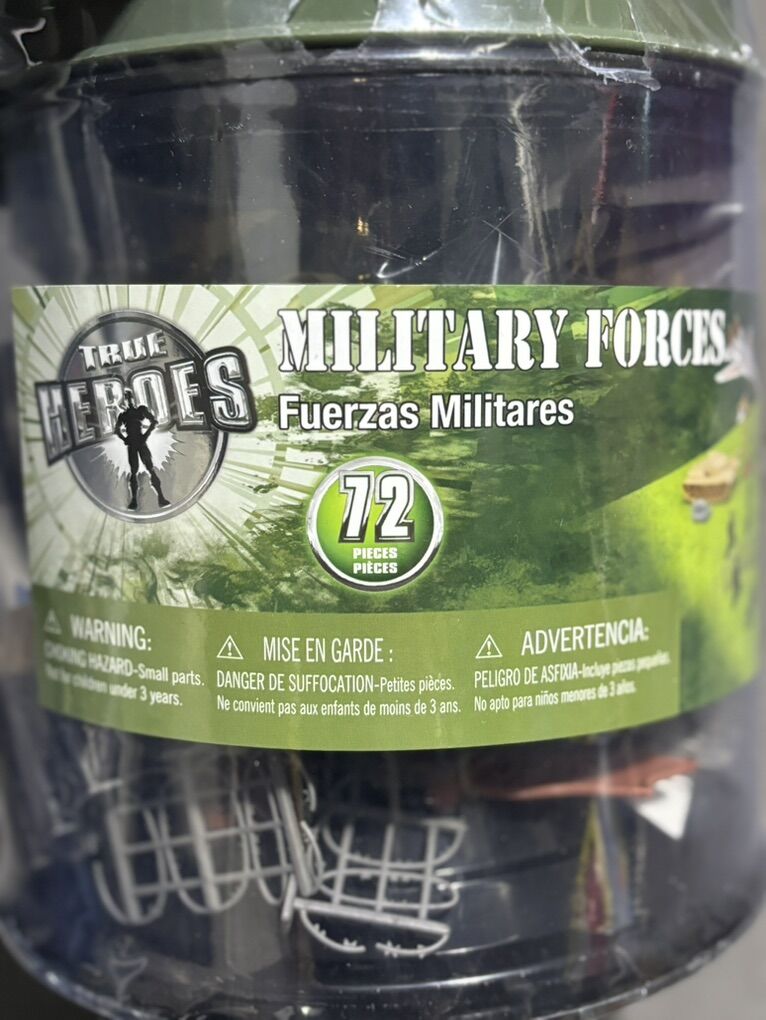 TRUE
HEROES
MILITARY FORCES
Fuerzas Militares
72
PIECES
PIÈCES
WARNING:
CHOKING HAZARD-Small parts.
Not for children under 3 years.
MISE EN GARDE :
DANGER DE SUFFOCATION-Petites pièces.
Ne convient pas aux enfants de moins de 3 ans.
ADVERTENCIA:
PELIGRO DE ASFIXIA-Incluye piezas pequeñas.
No apto para niños menores de 3 años.